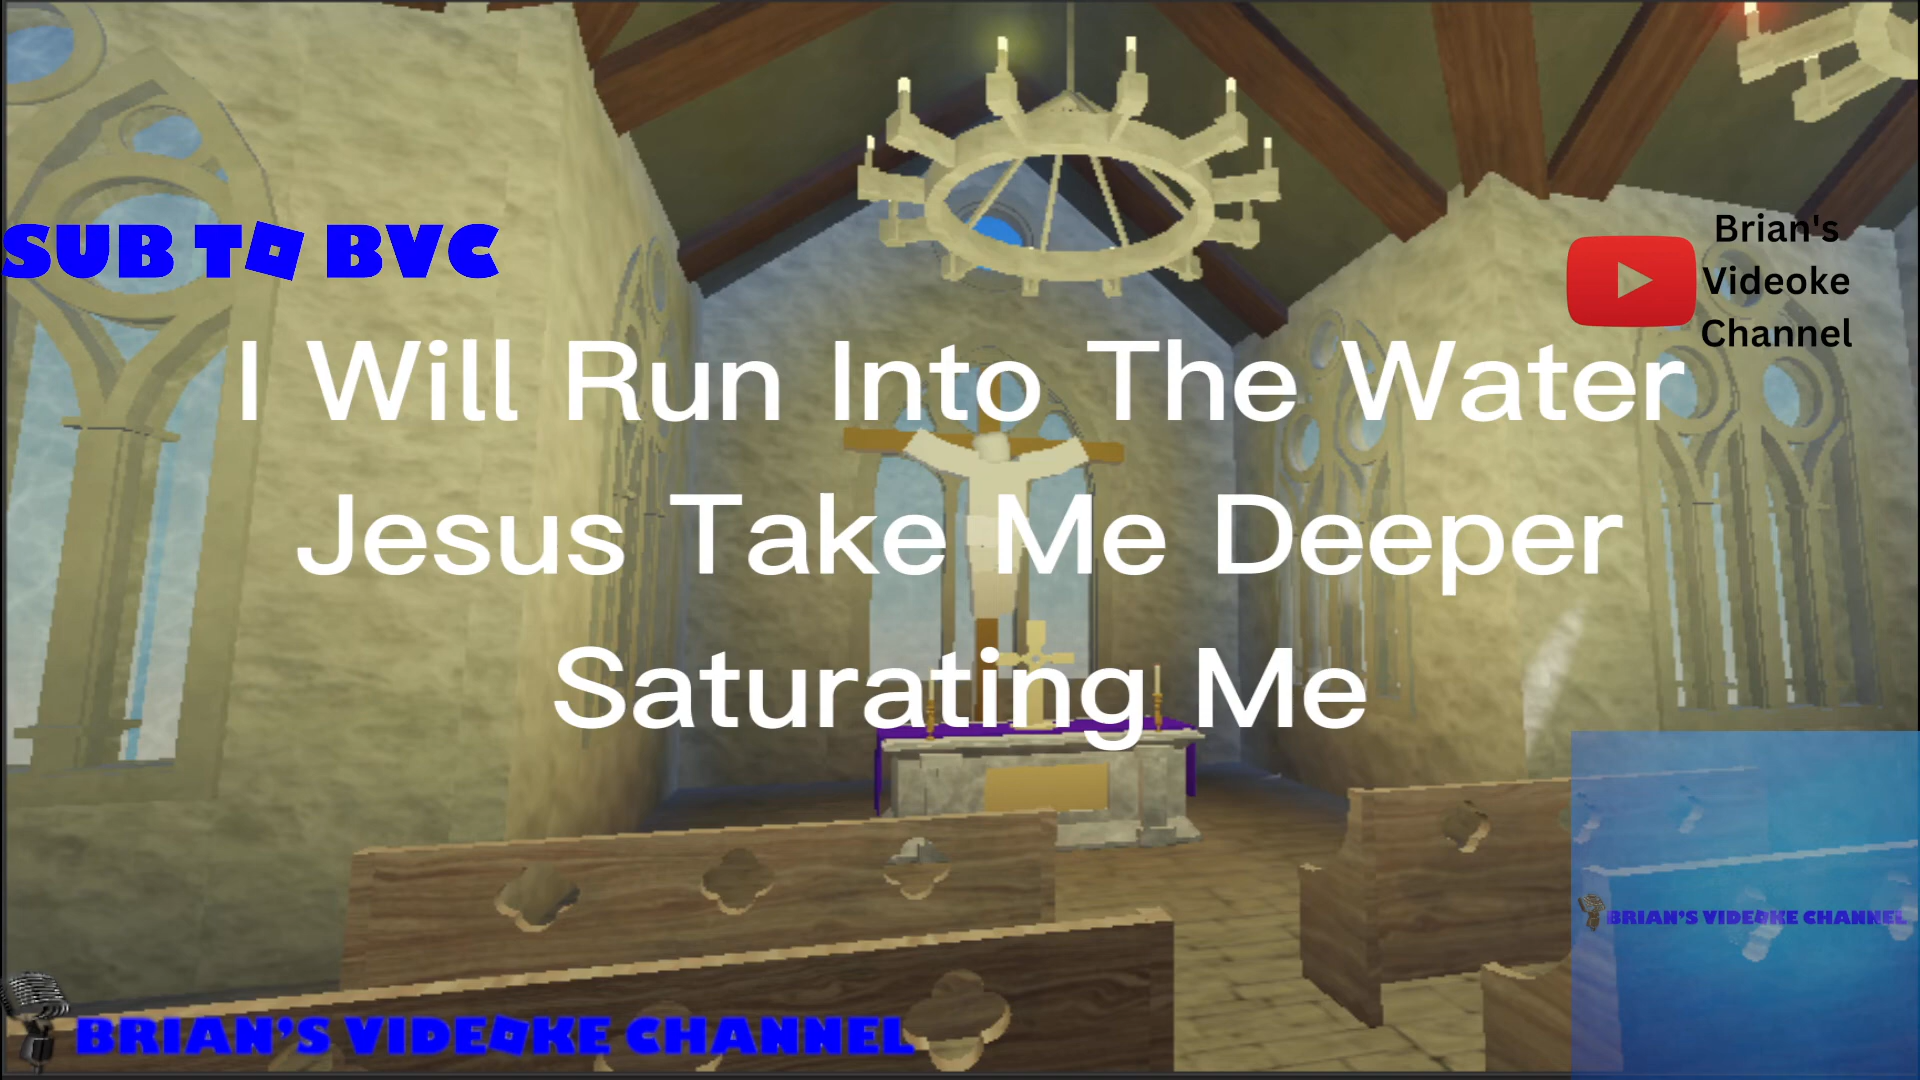 SUB TO BVC
Brian's
Videoke
Channel
I Will Run Into The Water
Jesus Take Me Deeper
Saturating Me
BRIAN'S VIDEOKE CHANNEL
BRIAN'S VIDEOKE CHANNEL